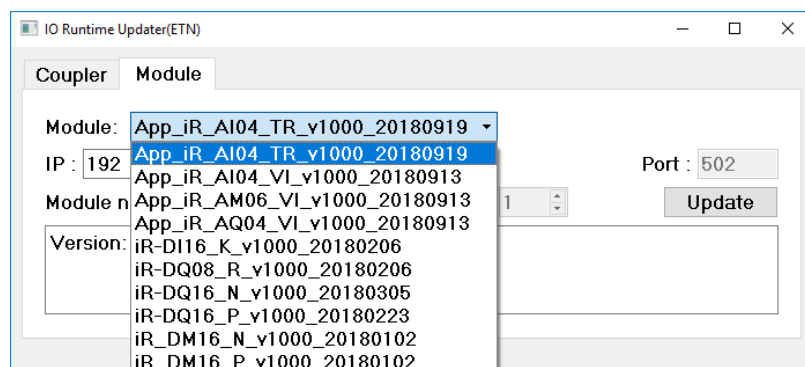 IO Runtime Updater(ETN)
Coupler Module
Module: App_iR_AI04_TR_v1000_20180919
App_iR_AI04_TR_v1000_20180919
IP : 192 Port : 502
App_iR_AI04_VI_v1000_20180913
App_iR_AM06_VI_v1000_20180913
Module n 1 Update
App_iR_AQ04_VI_v1000_20180913
Version:
iR-DI16_K_v1000_20180206
iR-DQ08_R_v1000_20180206
iR-DQ16_N_v1000_20180305
iR-DQ16_P_v1000_20180223
iR_DM16_N_v1000_20180102
iR_DM16_P_v1000_20180102